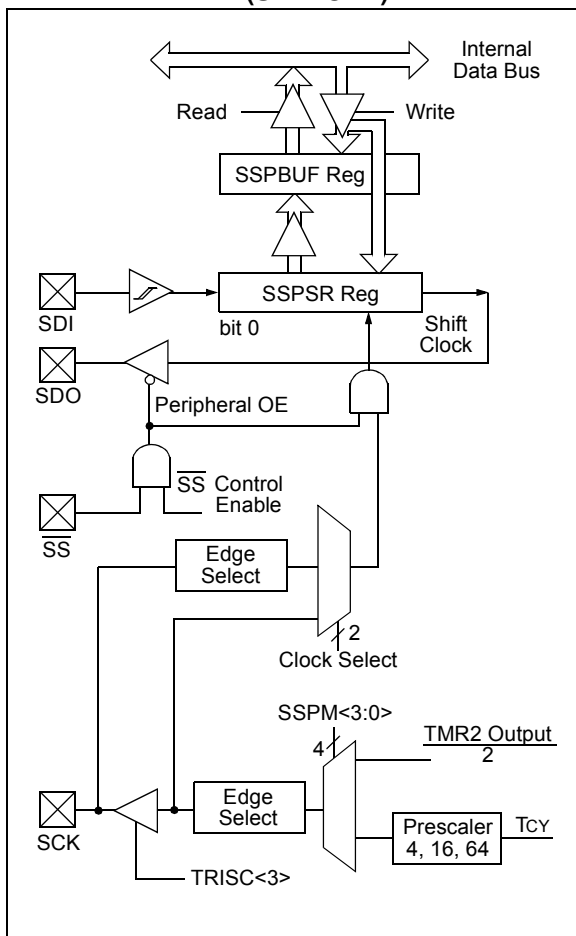 Internal
Data Bus
Read
Write
SSPBUF Reg
SSPSR Reg
SDI
bit 0
Shift
Clock
SDO
Peripheral OE
SS Control
Enable
SS
Edge
Select
2
Clock Select
SSPM<3:0>
TMR2 Output
2
4
Edge
Select
Prescaler
4, 16, 64
TCY
SCK
TRISC<3>